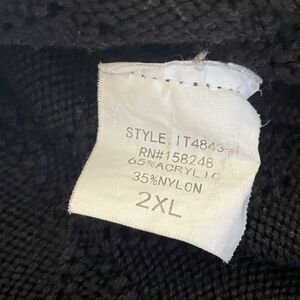 STYLE: IT4843-1
RN#158248
65%ACRYLIC
35%NYLON
2XL